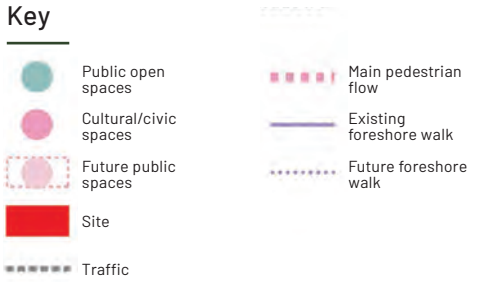 Key
Public open
spaces
Cultural/civic
spaces
Future public
spaces
Site
Traffic
Main pedestrian
flow
Existing
foreshore walk
Future foreshore
walk